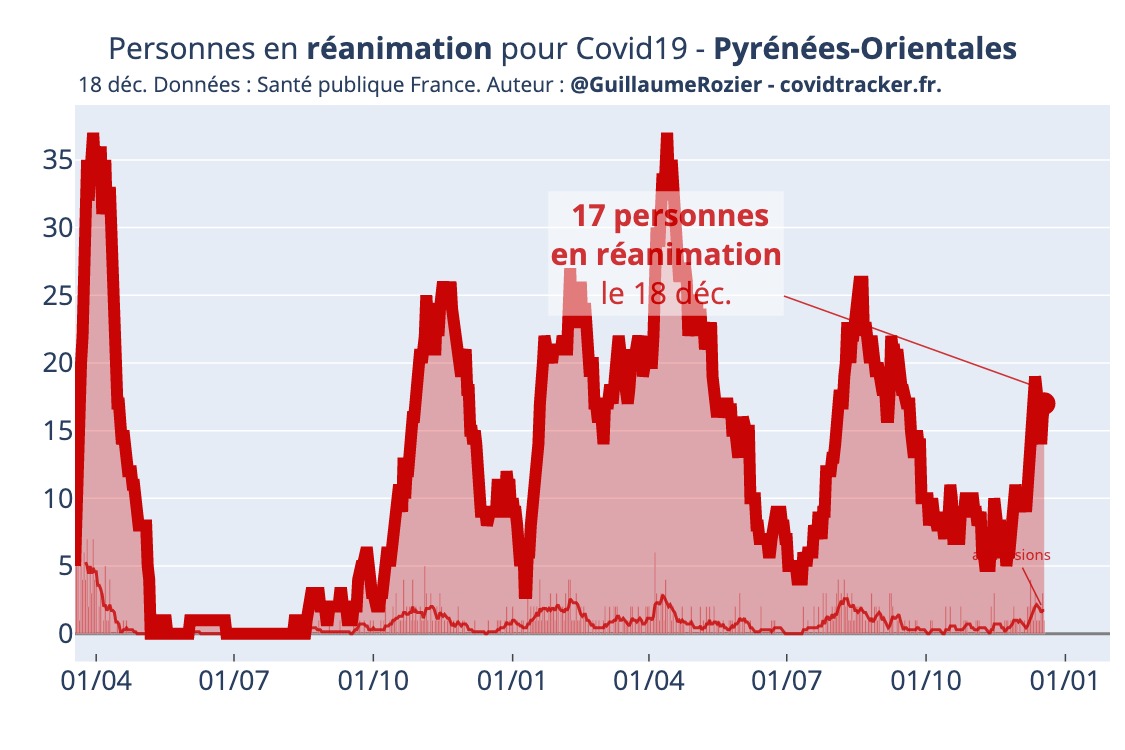 Personnes en réanimation pour Covid19 - Pyrénées-Orientales
18 déc. Données : Santé publique France. Auteur : @GuillaumeRozier - covidtracker.fr.
35
30
25
20
15
10
5
0
17 personnes
en réanimation
le 18 déc.
01/04 01/07 01/10 01/01 01/04 01/07 01/10 01/01